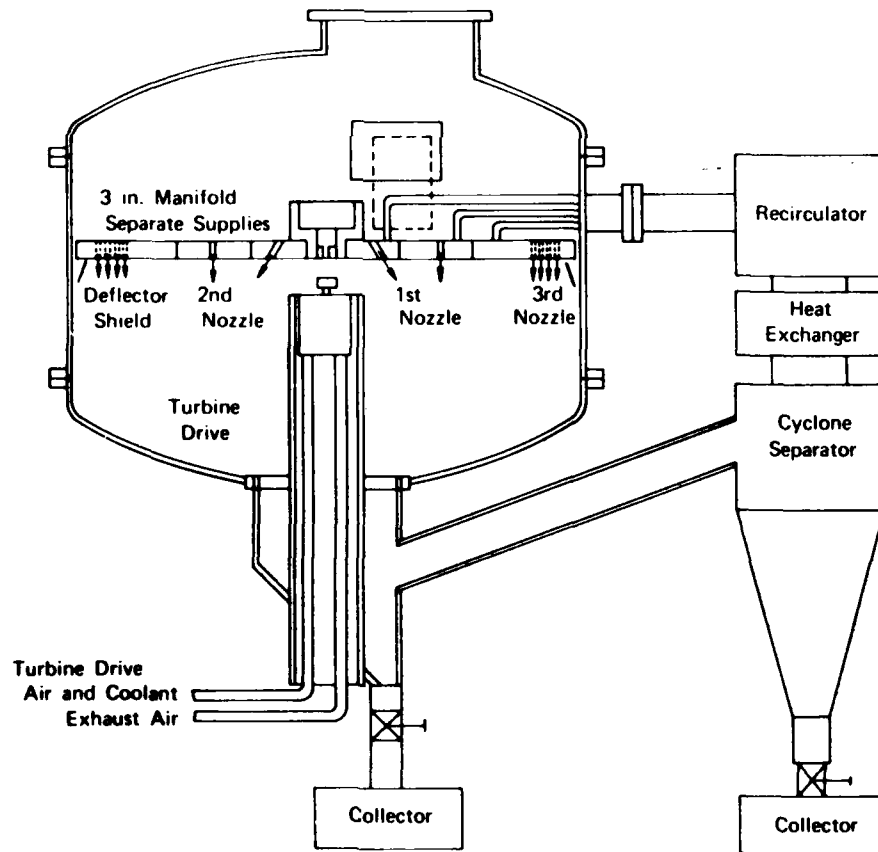 3 in. Manifold
Separate Supplies
Recirculator
Deflector
Shield
2nd
Nozzle
1st
Nozzle
3rd
Nozzle
Heat
Exchanger
Turbine
Drive
Cyclone
Separator
Turbine Drive
Air and Coolant
Exhaust Air
Collector
Collector